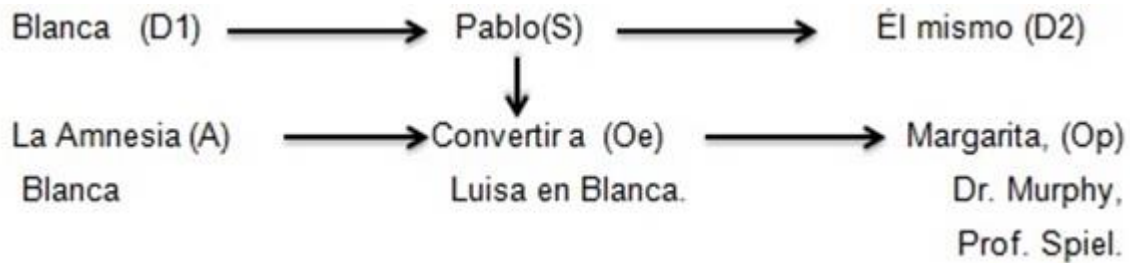 Blanca (D1) Pablo(S) Él mismo (D2)
La Amnesia (A) Convertir a (Oe) Margarita, (Op)
Blanca Luisa en Blanca. Dr. Murphy,
Prof. Spiel.